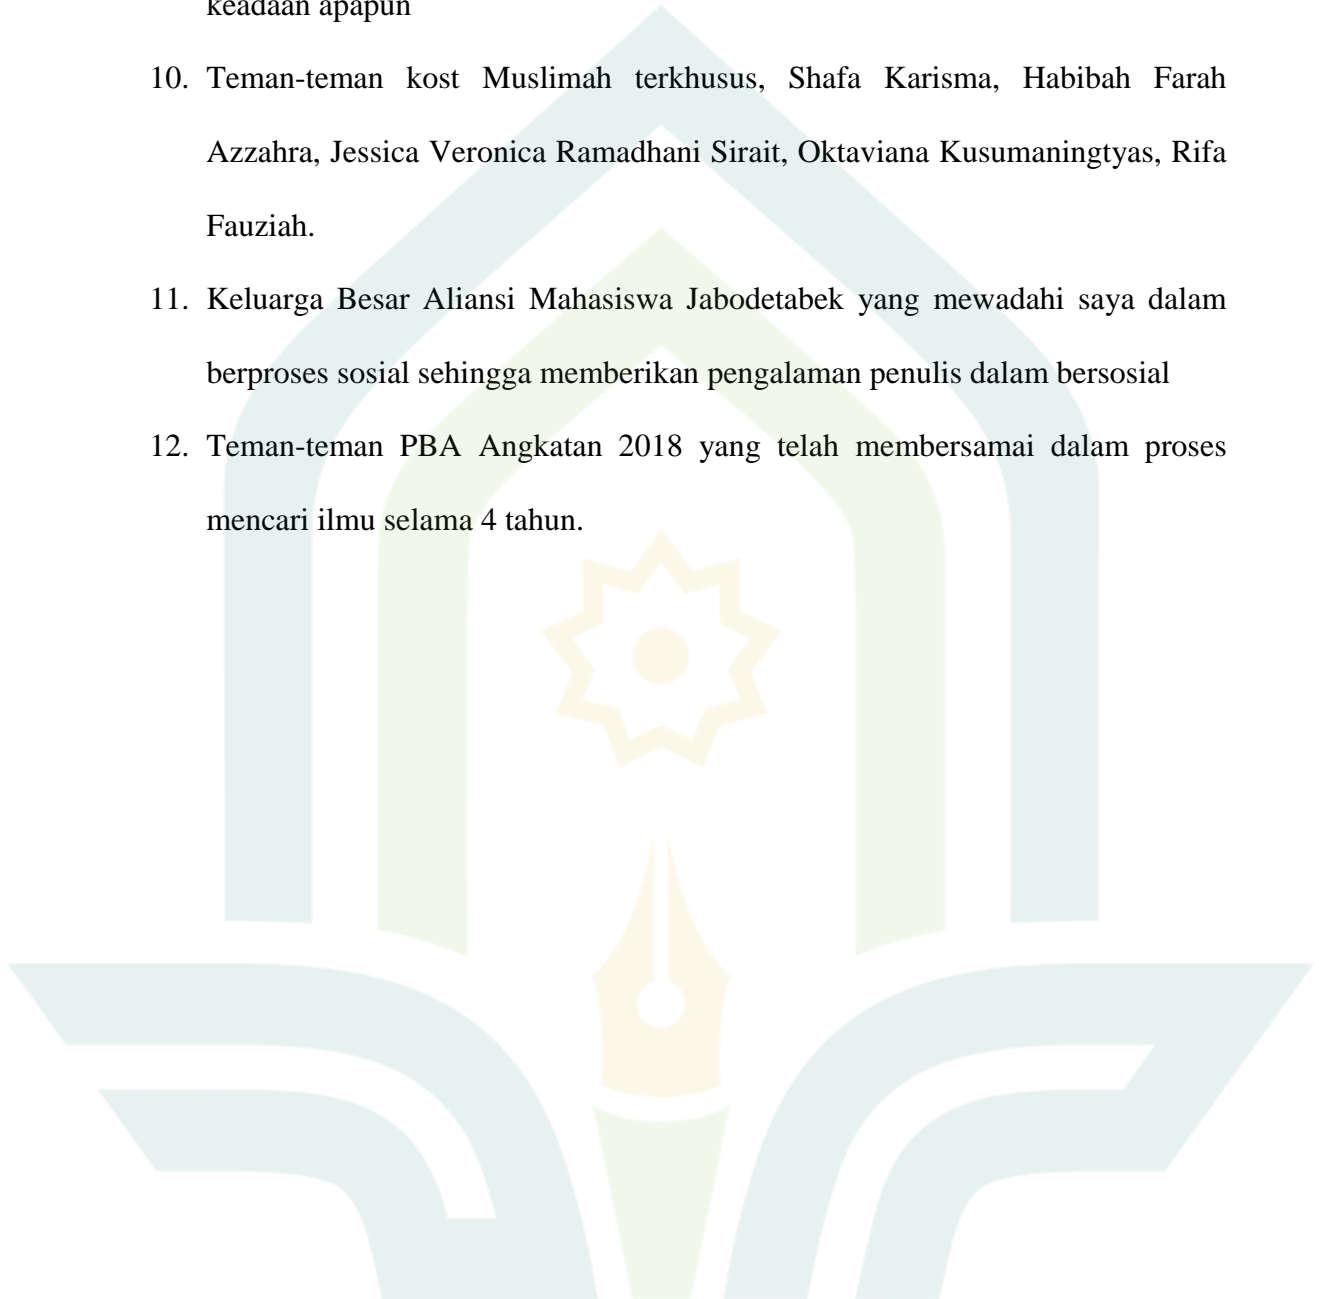 keadaan apapun
10. Teman-teman kost Muslimah terkhusus, Shafa Karisma, Habibah Farah
Azzahra, Jessica Veronica Ramadhani Sirait, Oktaviana Kusumaningtyas, Rifa
Fauziah.
11. Keluarga Besar Aliansi Mahasiswa Jabodetabek yang mewadahi saya dalam
berproses sosial sehingga memberikan pengalaman penulis dalam bersosial
12. Teman-teman PBA Angkatan 2018 yang telah membersamai dalam proses
mencari ilmu selama 4 tahun.